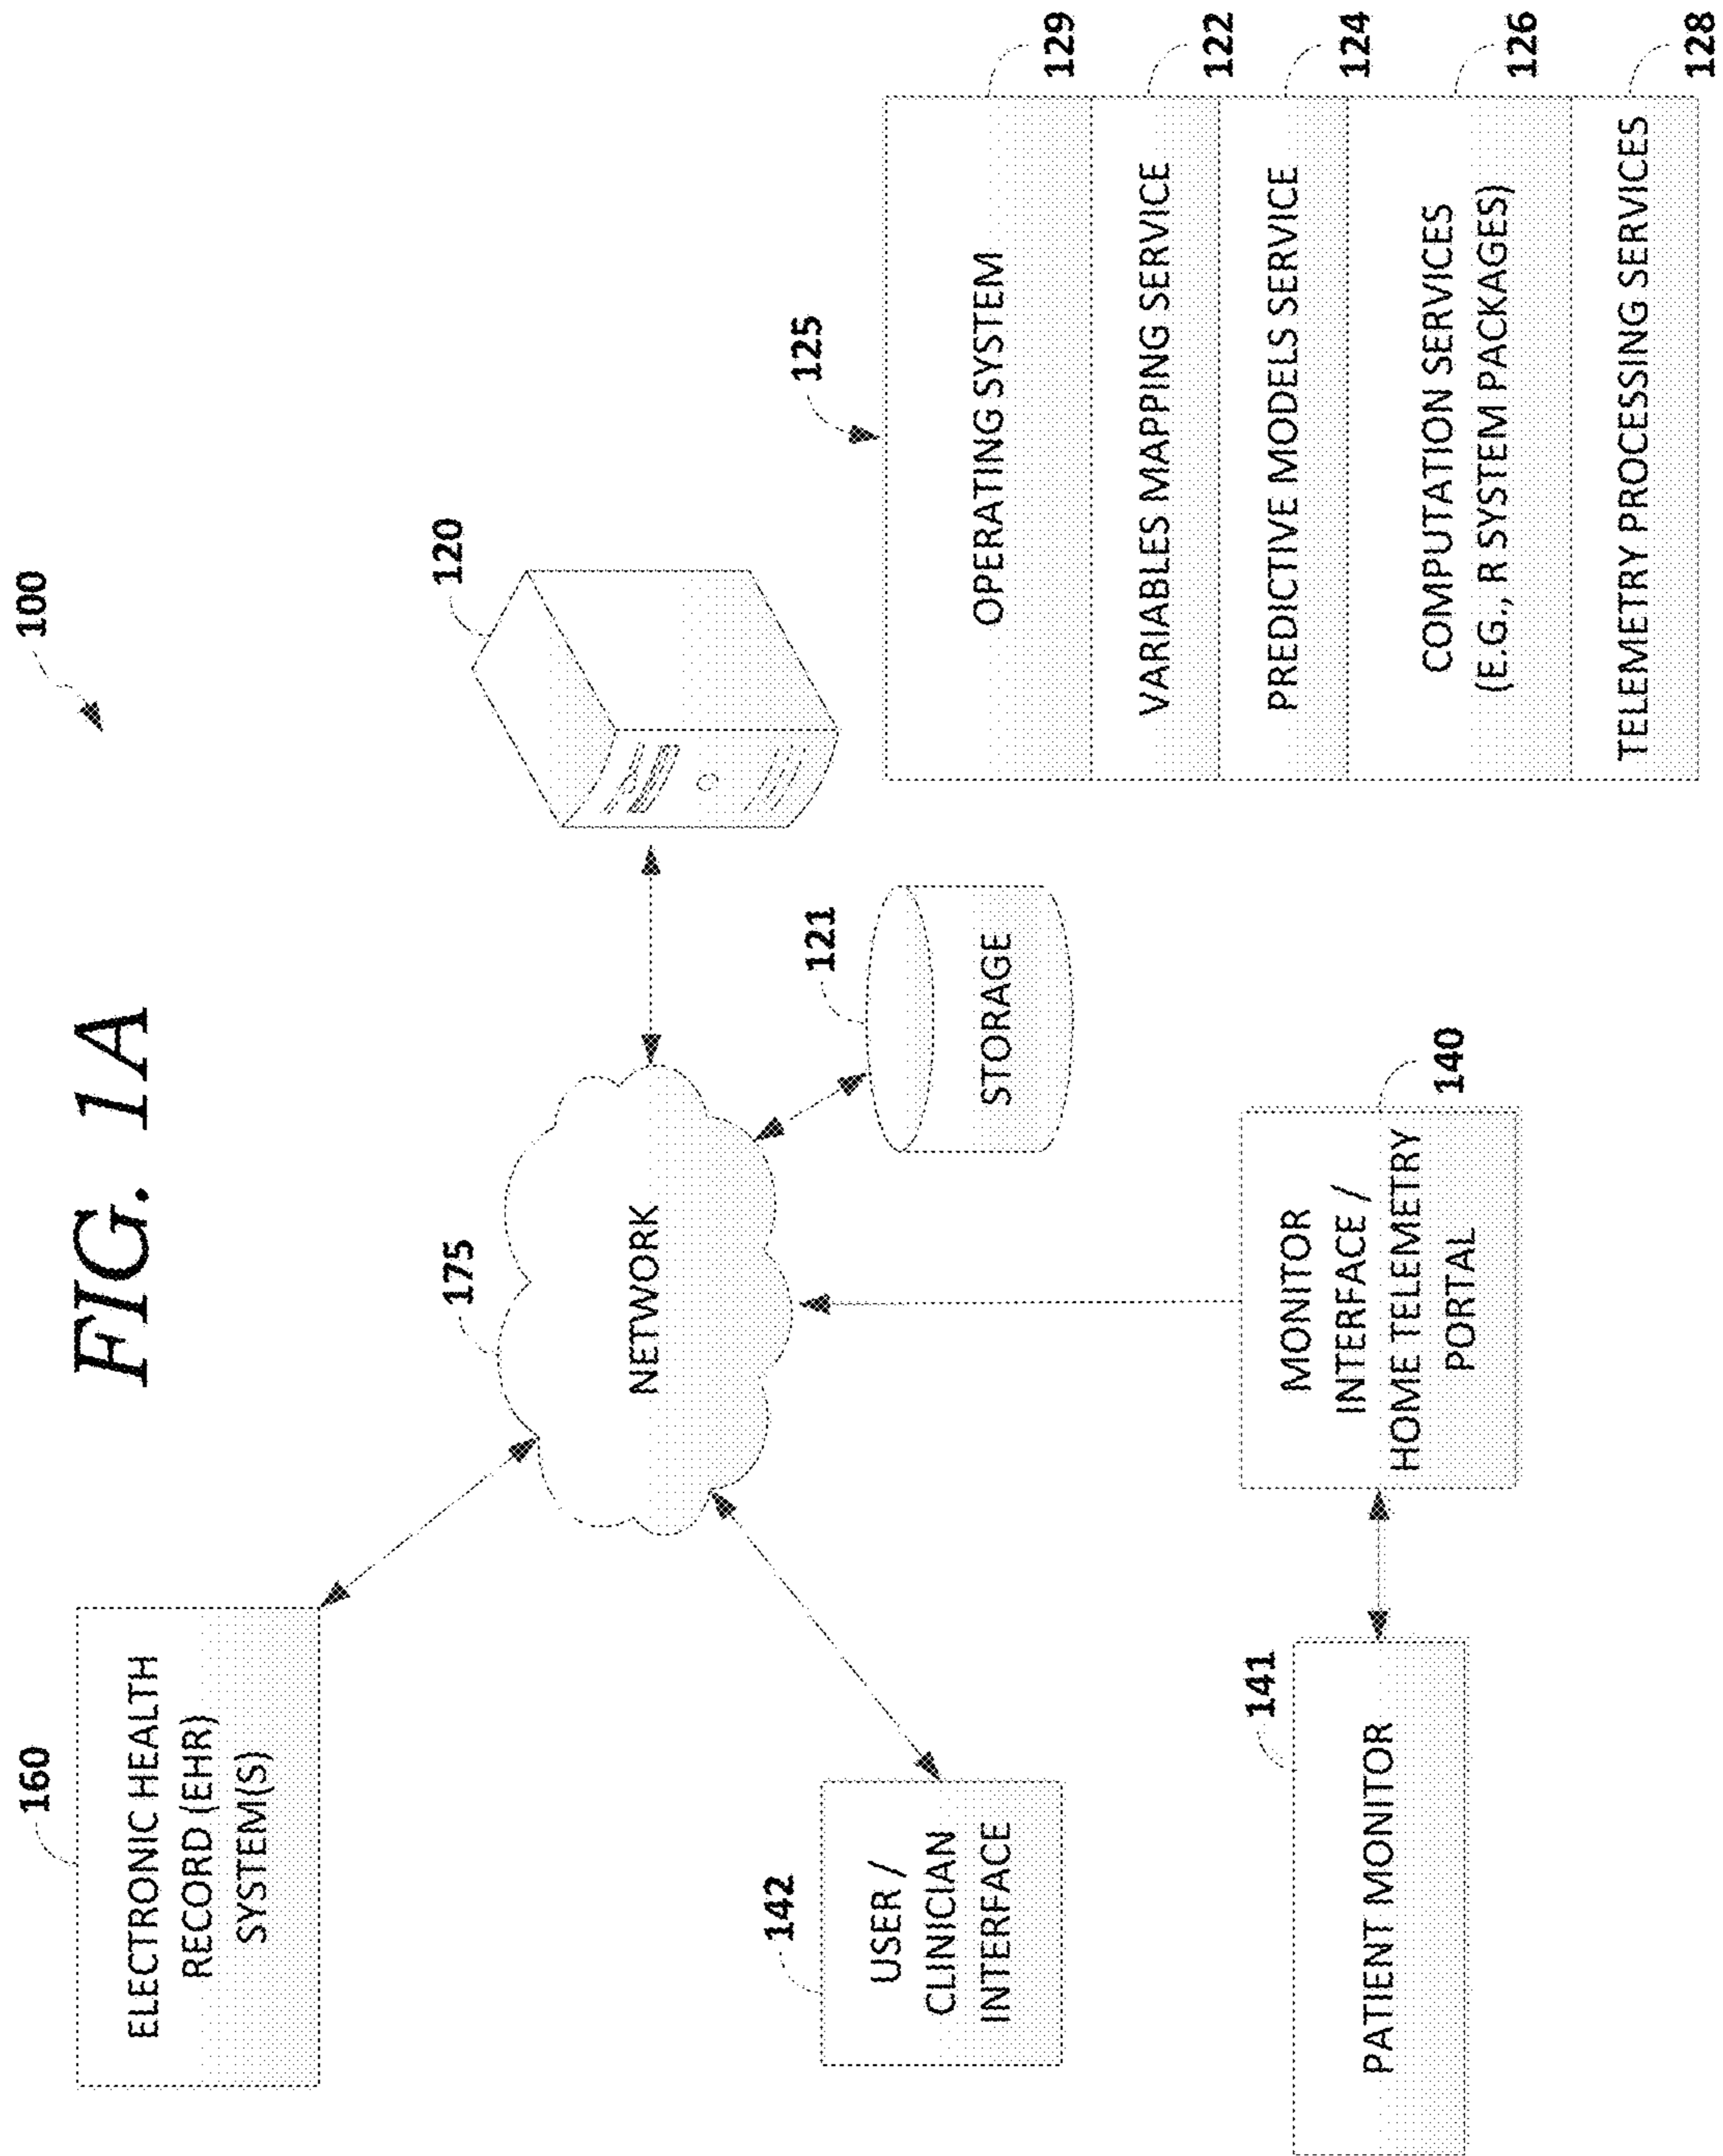 FIG. 1A
100
160
ELECTRONIC HEALTH
RECORD (EHR)
SYSTEM(S)
175
NETWORK
120
142
USER /
CLINICIAN
INTERFACE
121
STORAGE
125
OPERATING SYSTEM
129
VARIABLES MAPPING SERVICE
122
PREDICTIVE MODELS SERVICE
124
COMPUTATION SERVICES
(E.G., R SYSTEM PACKAGES)
126
TELEMETRY PROCESSING SERVICES
128
141
PATIENT MONITOR
MONITOR
INTERFACE /
HOME TELEMETRY
PORTAL
140